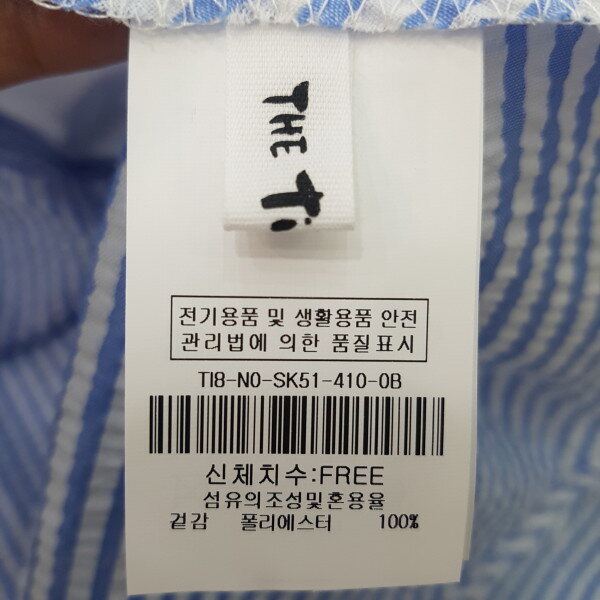 THE Ti
전기용품 및 생활용품 안전
관리법에 의한 품질표시
TI8-N0-SK51-410-0B
신체치수:FREE
섬유의조성및혼용율
겉감 폴리에스터 100%